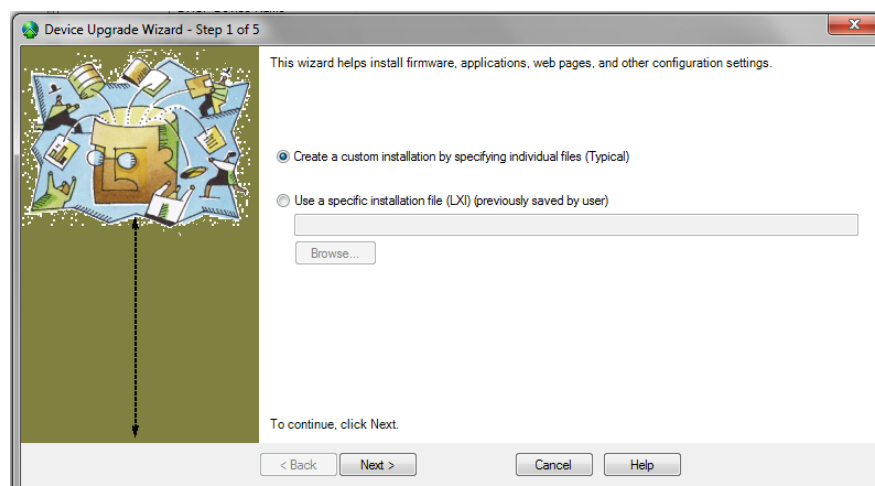 Device Upgrade Wizard - Step 1 of 5
This wizard helps install firmware, applications, web pages, and other configuration settings.
Create a custom installation by specifying individual files (Typical)
Use a specific installation file (LXI) (previously saved by user)
Browse...
To continue, click Next.
< Back Next > Cancel Help